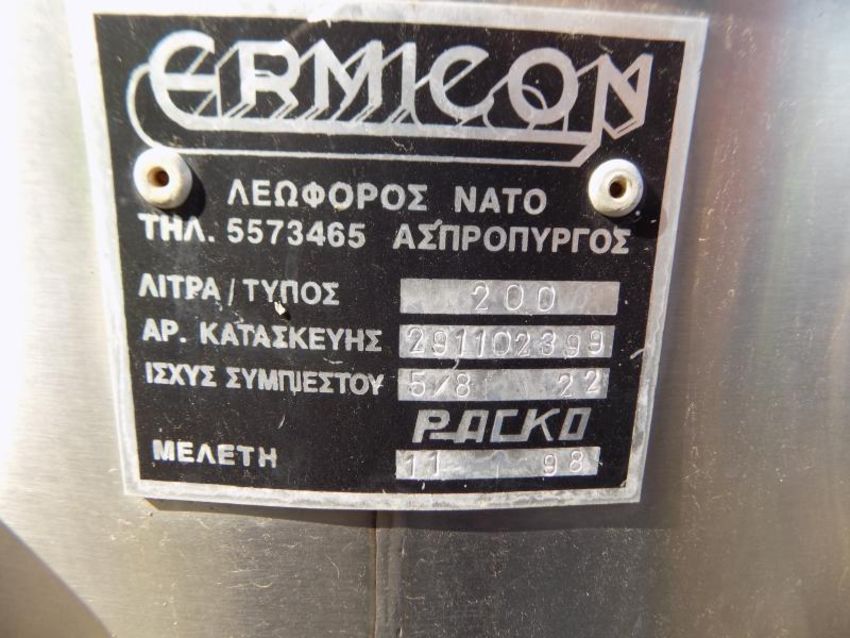 ERMICON
ΛΕΩΦΟΡΟΣ ΝΑΤΟ
ΤΗΛ. 5573465 ΑΣΠΡΟΠΥΡΓΟΣ
ΛΙΤΡΑ / ΤΥΠΟΣ 200
ΑΡ. ΚΑΤΑΣΚΕΥΗΣ 291102399
ΙΣΧΥΣ ΣΥΜΠΙΕΣΤΟΥ 5/8 22
PACKO
ΜΕΛΕΤΗ 11 98